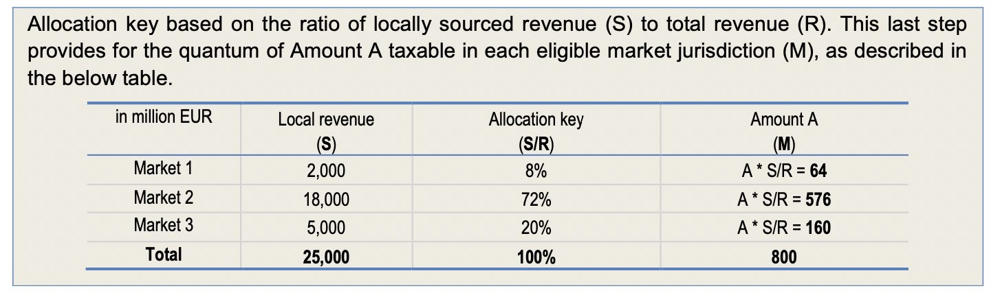 Allocation key based on the ratio of locally sourced revenue (S) to total revenue (R). This last step
provides for the quantum of Amount A taxable in each eligible market jurisdiction (M), as described in
the below table.
in million EUR Local revenue (S) Allocation key (S/R) Amount A (M)
Market 1 2,000 8% A * S/R = 64
Market 2 18,000 72% A * S/R = 576
Market 3 5,000 20% A * S/R = 160
Total 25,000 100% 800